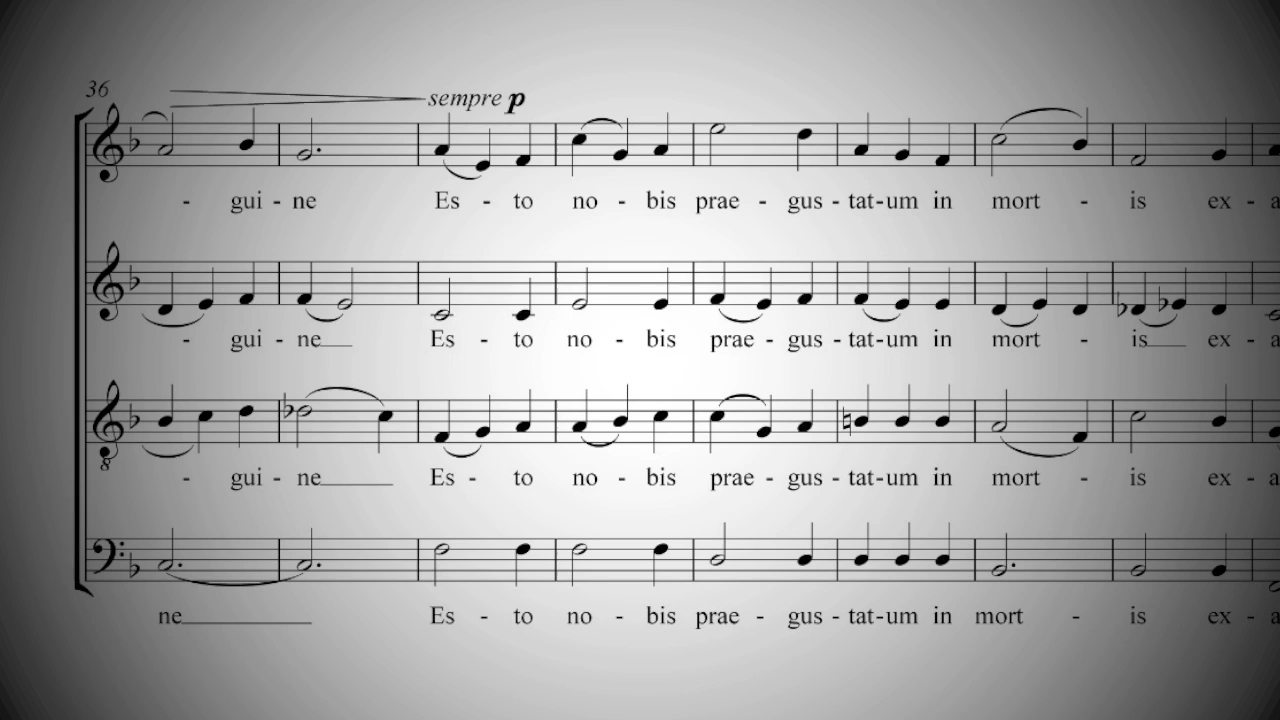 36
sempre p
- gui - ne Es - to no - bis prae - gus - tat-um in mort - is ex - a
- gui - ne Es - to no - bis prae - gus - tat-um in mort - is ex - a
8
- gui - ne Es - to no - bis prae - gus - tat-um in mort - is ex - a
ne Es - to no - bis prae - gus - tat-um in mort - is ex - a